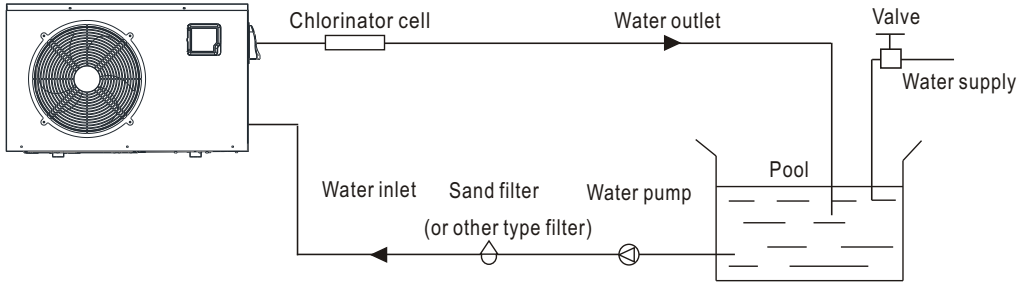 Chlorinator cell
Water outlet
Valve
Water supply
Pool
Water inlet
Sand filter
(or other type filter)
Water pump